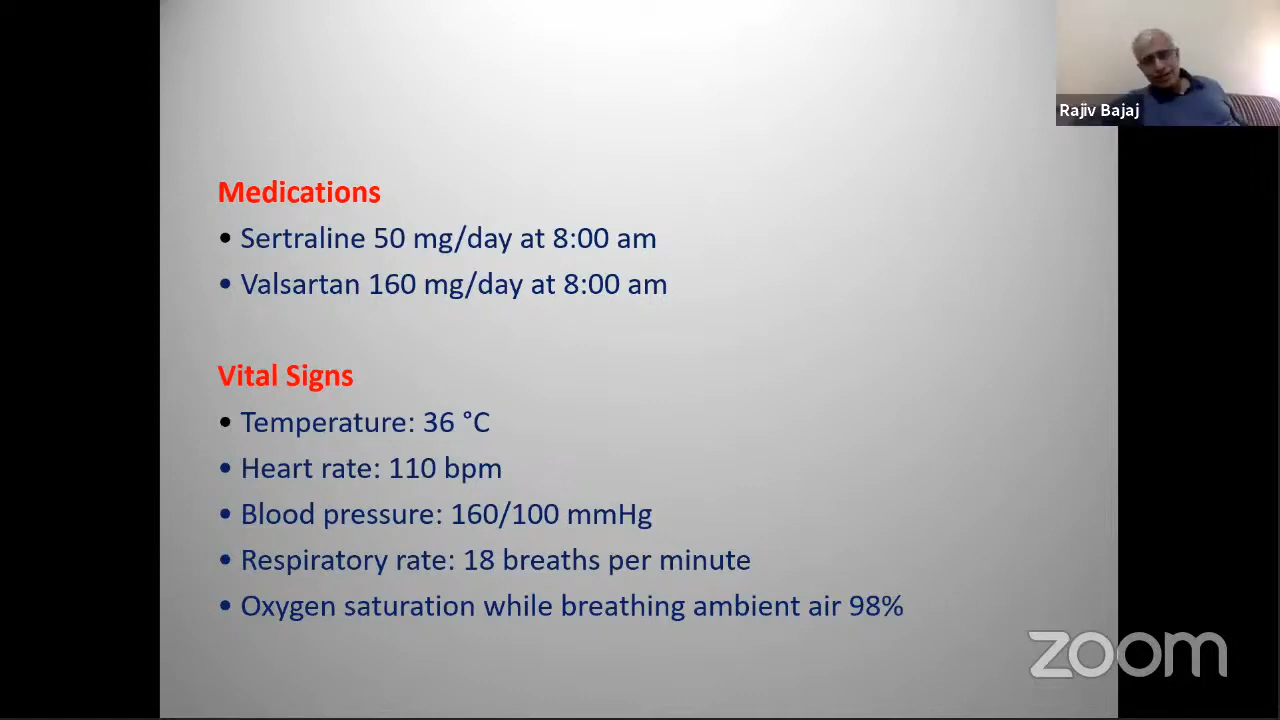 Rajiv Bajaj
Medications
• Sertraline 50 mg/day at 8:00 am
• Valsartan 160 mg/day at 8:00 am
Vital Signs
• Temperature: 36 °C
• Heart rate: 110 bpm
• Blood pressure: 160/100 mmHg
• Respiratory rate: 18 breaths per minute
• Oxygen saturation while breathing ambient air 98%
zoom